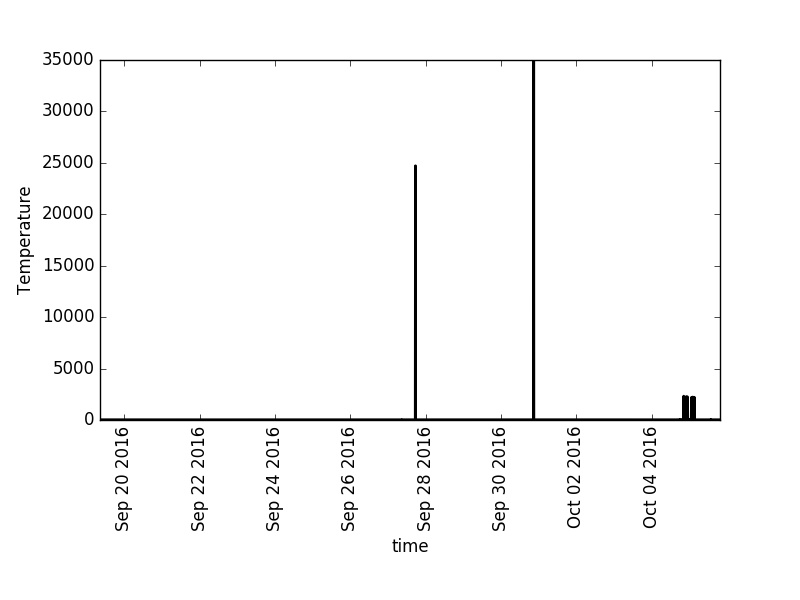 35000
30000
25000
20000
15000
10000
5000
0
Temperature
Sep 20 2016
Sep 22 2016
Sep 24 2016
Sep 26 2016
Sep 28 2016
Sep 30 2016
Oct 02 2016
Oct 04 2016
time